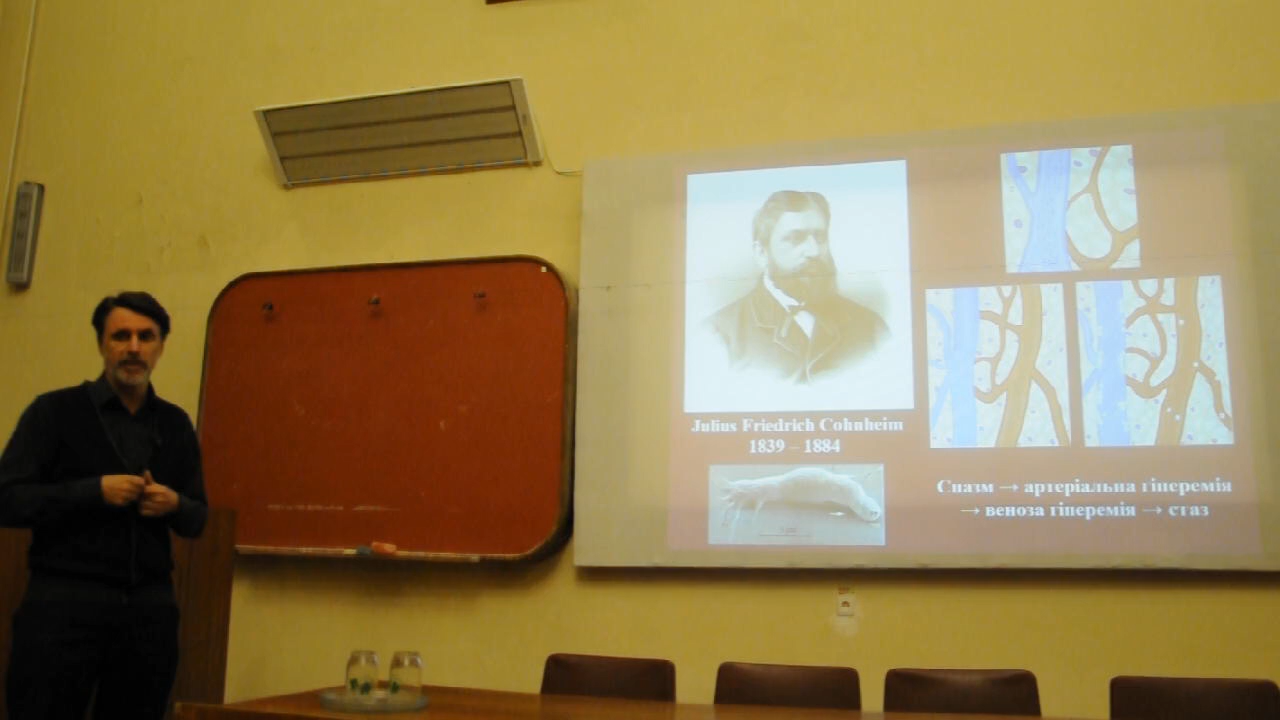 Julius Friedrich Cohnheim
1839 – 1884
Спазм → артеріальна гіперемія
→ веноза гіперемія → стаз